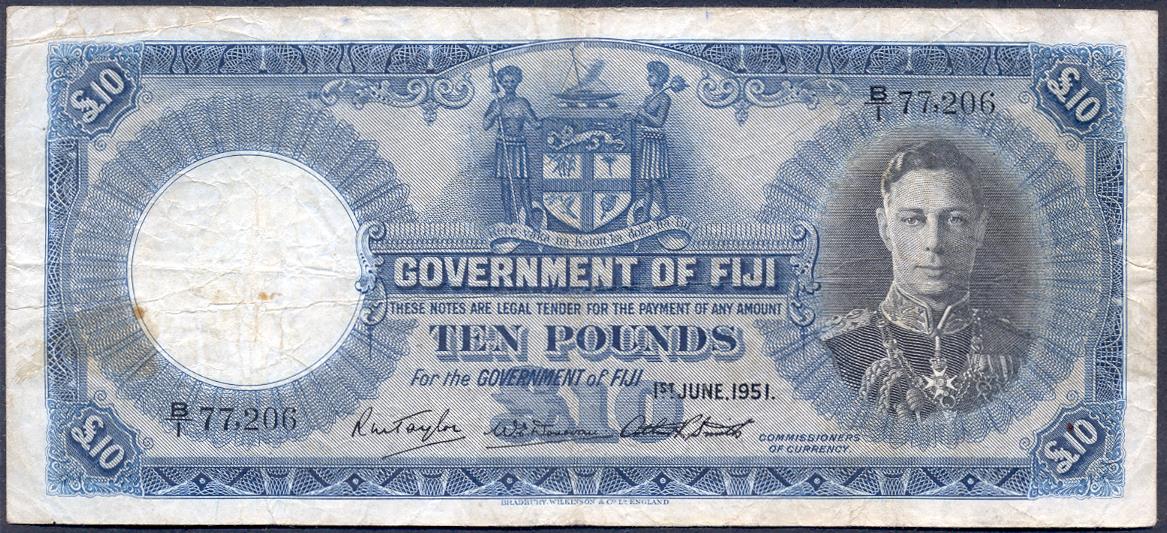 £10
£10
B/1 77,206
GOVERNMENT OF FIJI
THESE NOTES ARE LEGAL TENDER FOR THE PAYMENT OF ANY AMOUNT
TEN POUNDS
For the GOVERNMENT of FIJI
1ST JUNE, 1951.
£10
B/1 77,206
RWTaylor
COMMISSIONERS
OF CURRENCY
£10
£10
BRADBURY, WILKINSON & Co. Ld. ENGLAND